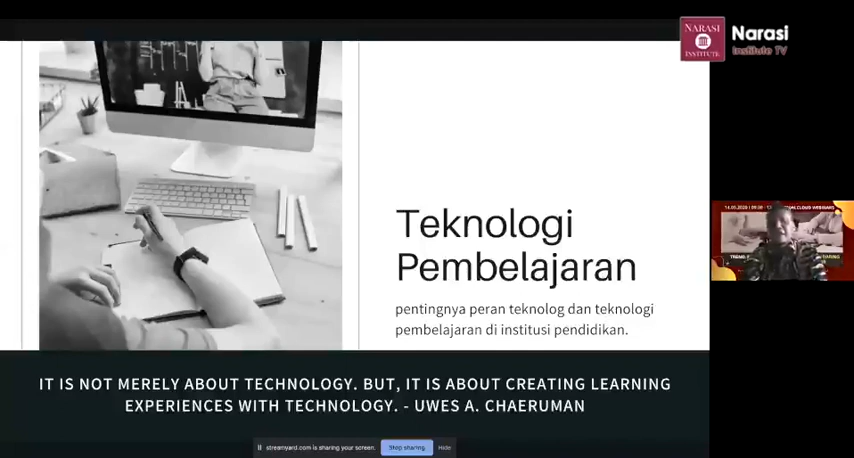 NARASI
INSTITUTE
Narasi
Institute TV
Teknologi
Pembelajaran
pentingnya peran teknolog dan teknologi
pembelajaran di institusi pendidikan.
IT IS NOT MERELY ABOUT TECHNOLOGY. BUT, IT IS ABOUT CREATING LEARNING
EXPERIENCES WITH TECHNOLOGY. - UWES A. CHAERUMAN
streamyard.com is sharing your screen.
Stop sharing
Hide